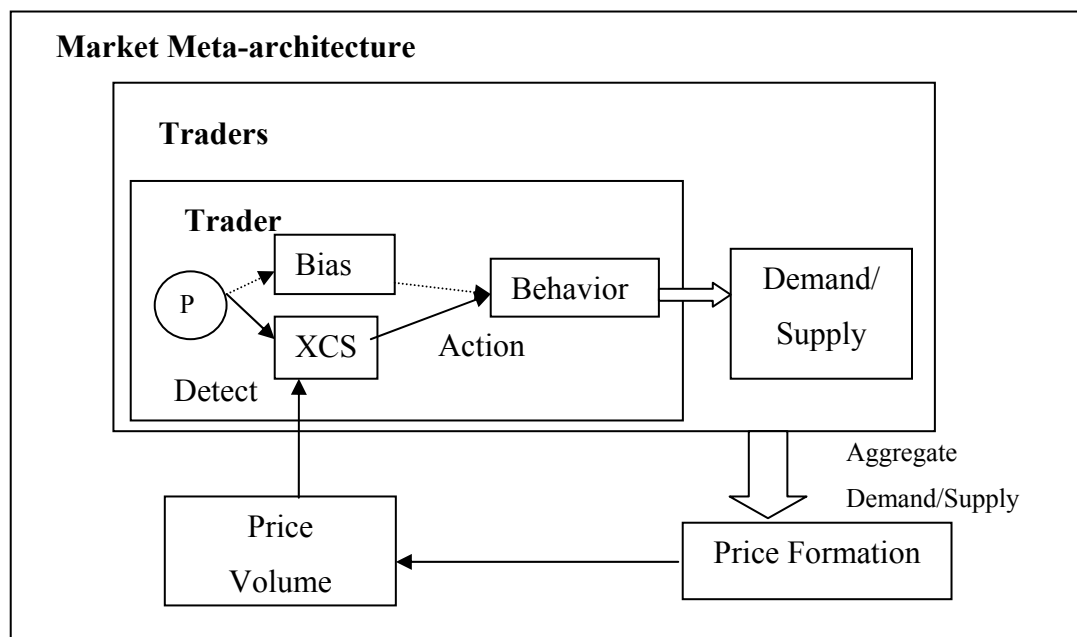 Market Meta-architecture
Traders
Trader
Bias
P
Behavior
Demand/
Supply
XCS
Action
Detect
Aggregate
Demand/Supply
Price
Volume
Price Formation